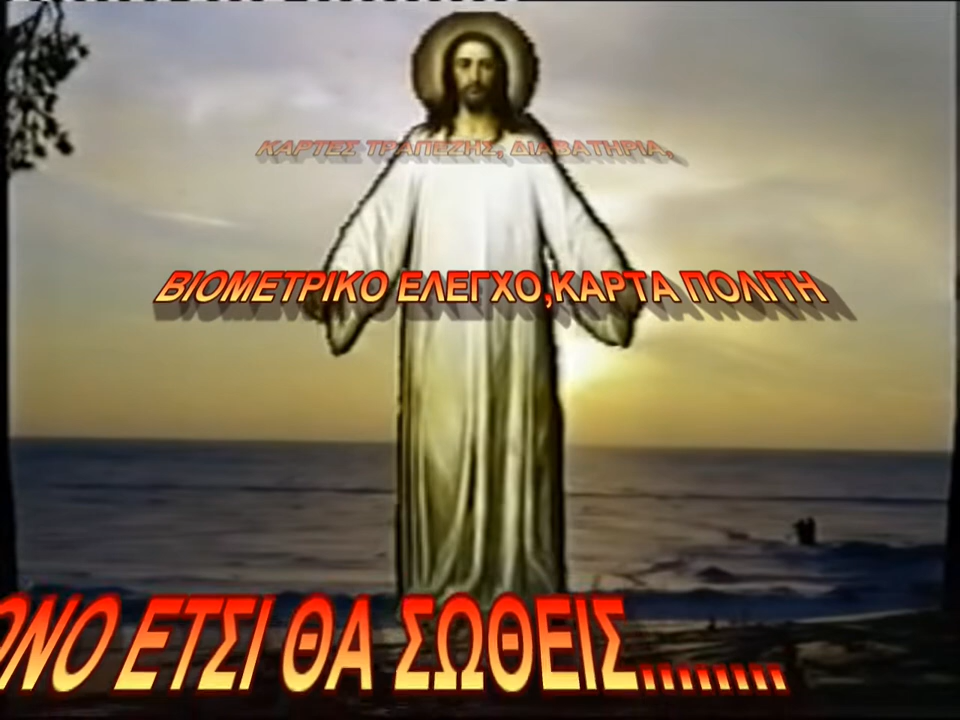 ΚΑΡΤΕΣ ΤΡΑΠΕΖΗΣ, ΔΙΑΒΑΤΗΡΙΑ,
ΒΙΟΜΕΤΡΙΚΟ ΕΛΕΓΧΟ,ΚΑΡΤΑ ΠΟΛΙΤΗ
ΕΤΣΙ ΘΑ ΣΩΘΕΙΣ........